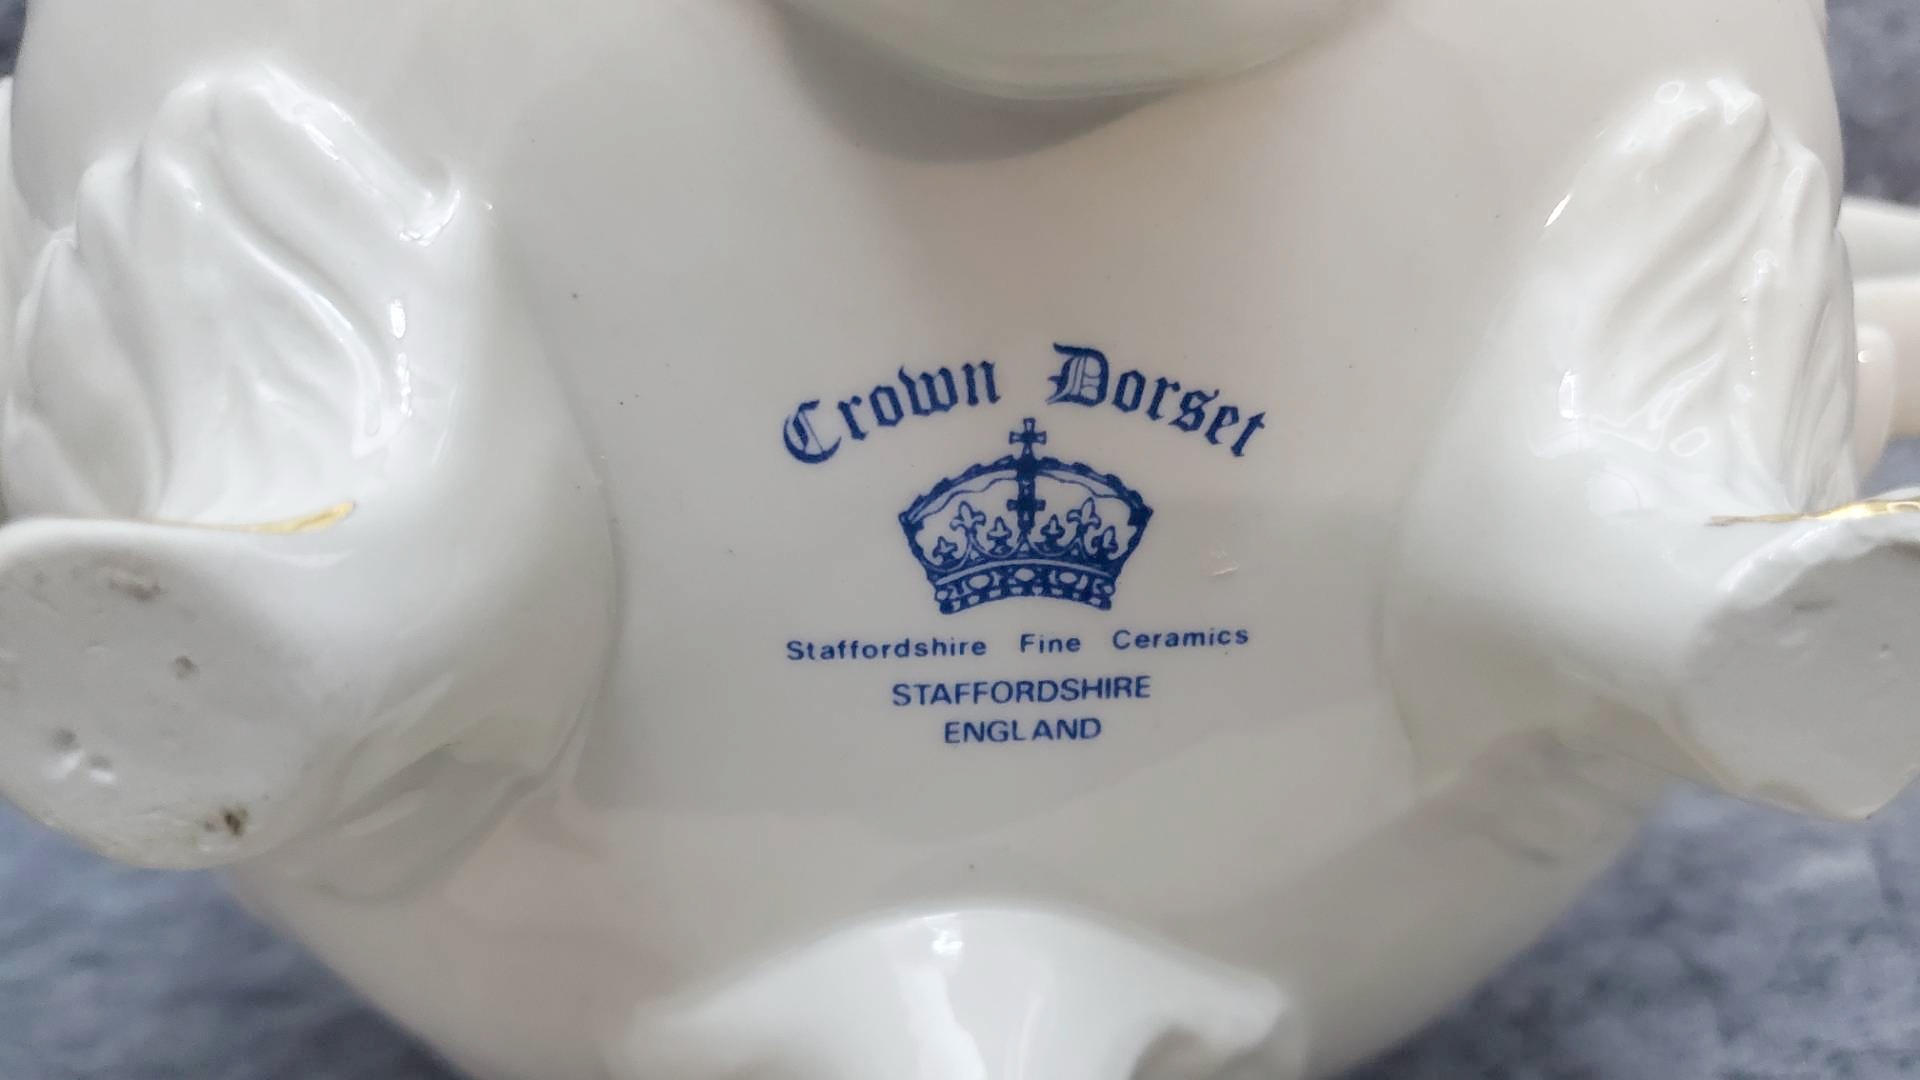 Crown Dorset
Staffordshire Fine Ceramics
STAFFORDSHIRE
ENGLAND